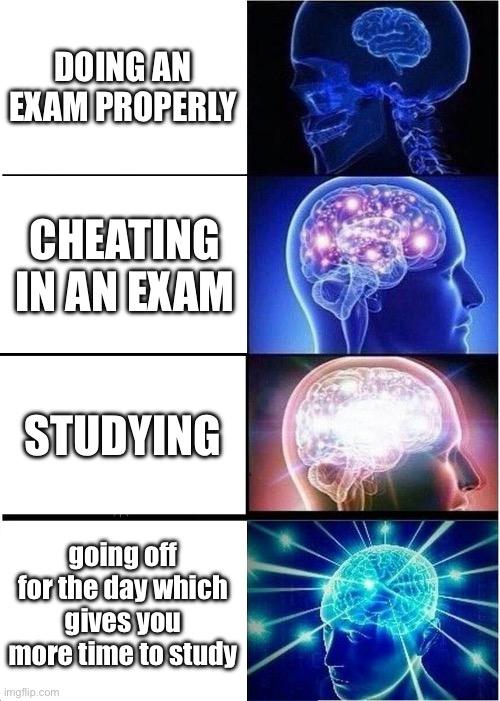 DOING AN
EXAM PROPERLY
CHEATING
IN AN EXAM
STUDYING
going off
for the day which
gives you
more time to study
imgflip.com